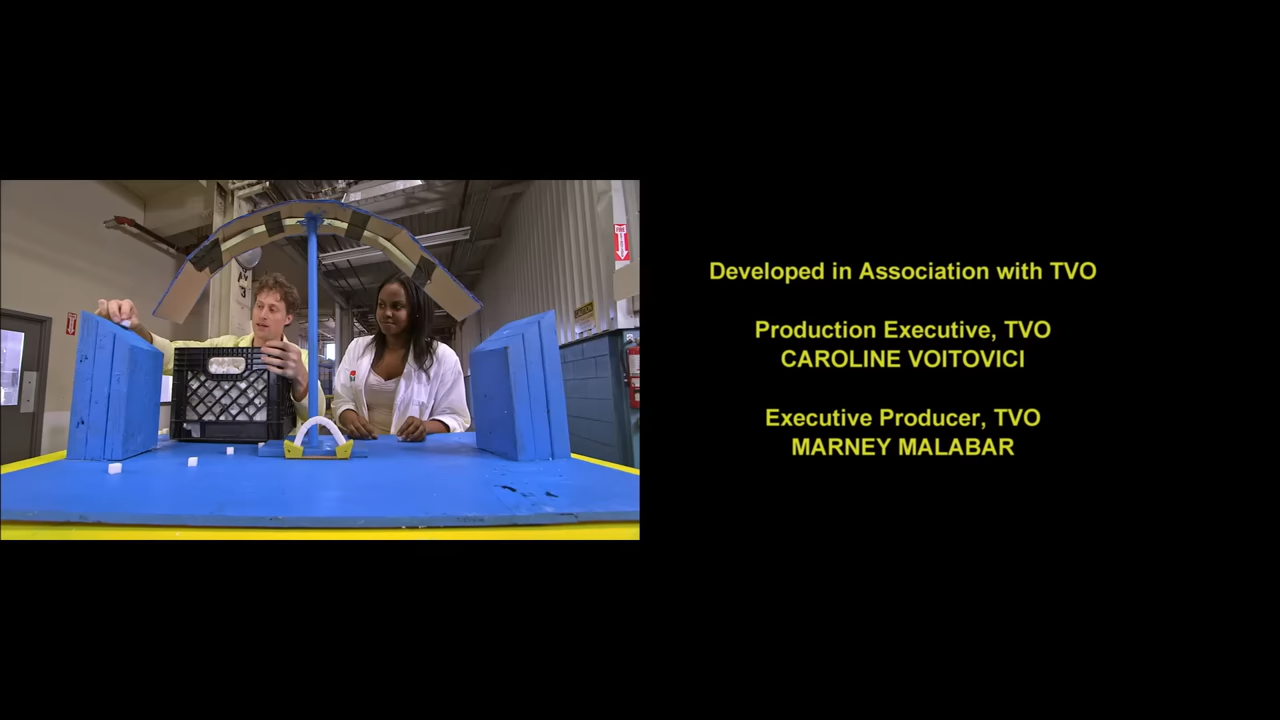 Developed in Association with TVO
Production Executive, TVO
CAROLINE VOITOVICI
Executive Producer, TVO
MARNEY MALABAR